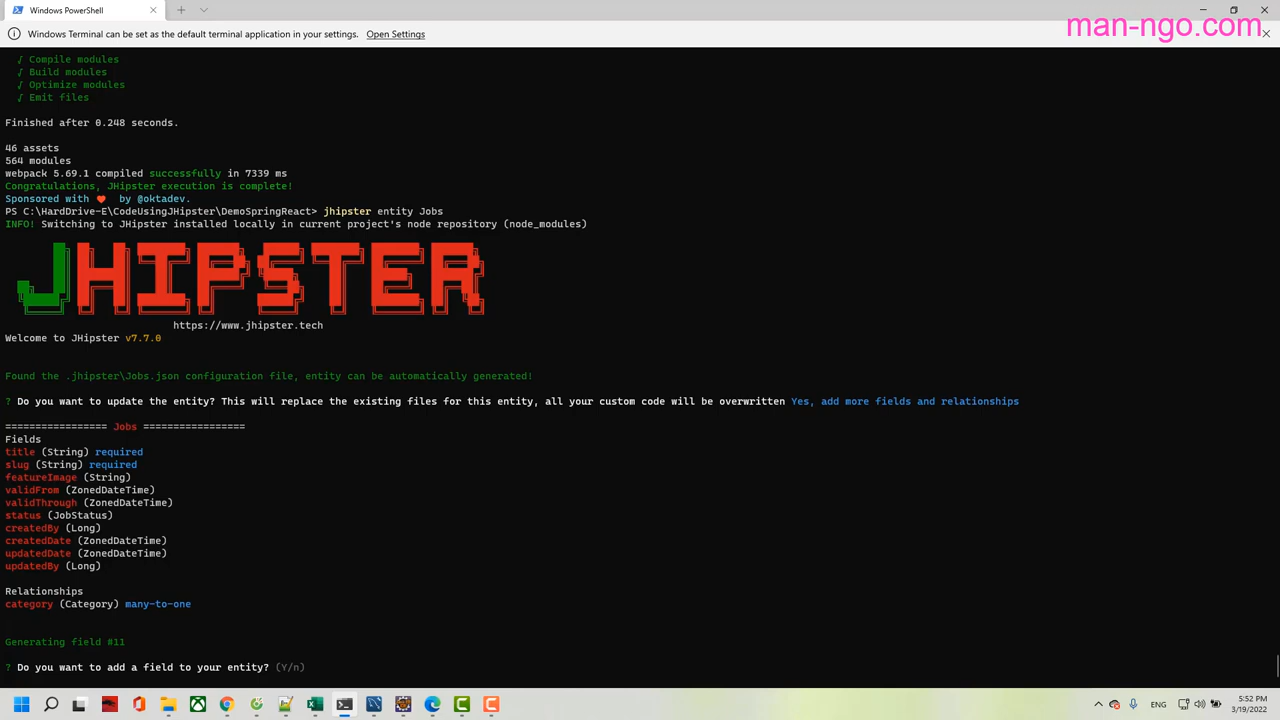 Windows PowerShell
man-ngo.com
Windows Terminal can be set as the default terminal application in your settings. Open Settings
√ Compile modules
√ Build modules
√ Optimize modules
√ Emit files
Finished after 0.248 seconds.
46 assets
564 modules
webpack 5.69.1 compiled successfully in 7339 ms
Congratulations, JHipster execution is complete!
Sponsored with ❤ by @oktadev.
PS C:\HardDrive-E\CodeUsingJHipster\DemoSpringReact> jhipster entity Jobs
INFO! Switching to JHipster installed locally in current project's node repository (node_modules)
JHIPSTER
https://www.jhipster.tech
Welcome to JHipster v7.7.0
Found the .jhipster\Jobs.json configuration file, entity can be automatically generated!
? Do you want to update the entity? This will replace the existing files for this entity, all your custom code will be overwritten Yes, add more fields and relationships
================= Jobs =================
Fields
title (String) required
slug (String) required
featureImage (String)
validFrom (ZonedDateTime)
validThrough (ZonedDateTime)
status (JobStatus)
createdBy (Long)
createdDate (ZonedDateTime)
updatedDate (ZonedDateTime)
updatedBy (Long)
Relationships
category (Category) many-to-one
Generating field #11
? Do you want to add a field to your entity? (Y/n)
ENG
5:52 PM
3/19/2022